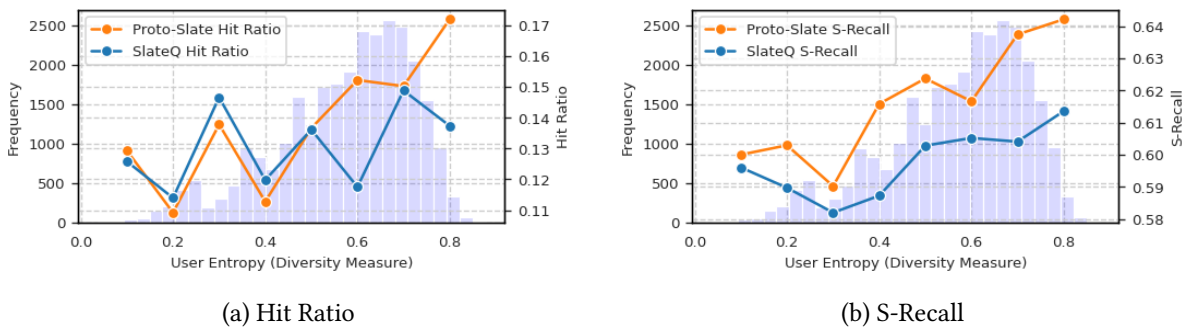 Proto-Slate Hit Ratio
SlateQ Hit Ratio
2500
2000
1500
1000
500
0
Frequency
0.17
0.16
0.15
0.14
0.13
0.12
0.11
Hit Ratio
0.0 0.2 0.4 0.6 0.8
User Entropy (Diversity Measure)
(a) Hit Ratio
Proto-Slate S-Recall
SlateQ S-Recall
2500
2000
1500
1000
500
0
Frequency
0.64
0.63
0.62
0.61
0.60
0.59
0.58
S-Recall
0.0 0.2 0.4 0.6 0.8
User Entropy (Diversity Measure)
(b) S-Recall